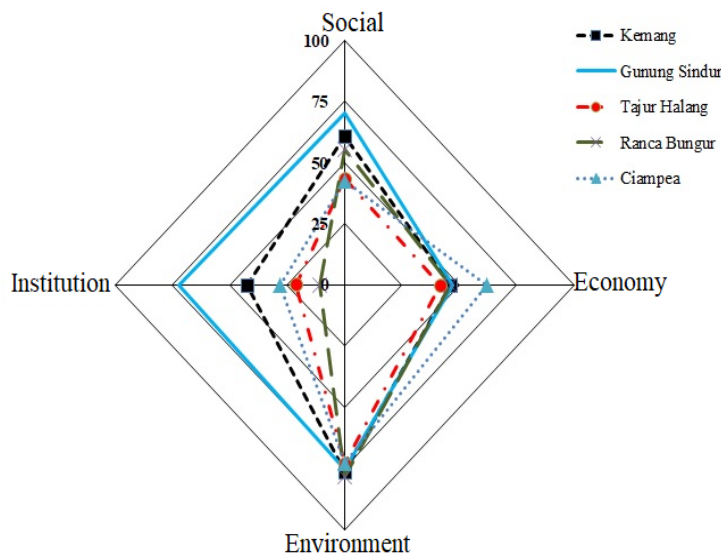 Social
100
75
50
25
0
Institution
Economy
Environment
Kemang
Gunung Sindur
Tajur Halang
Ranca Bungur
Ciampea